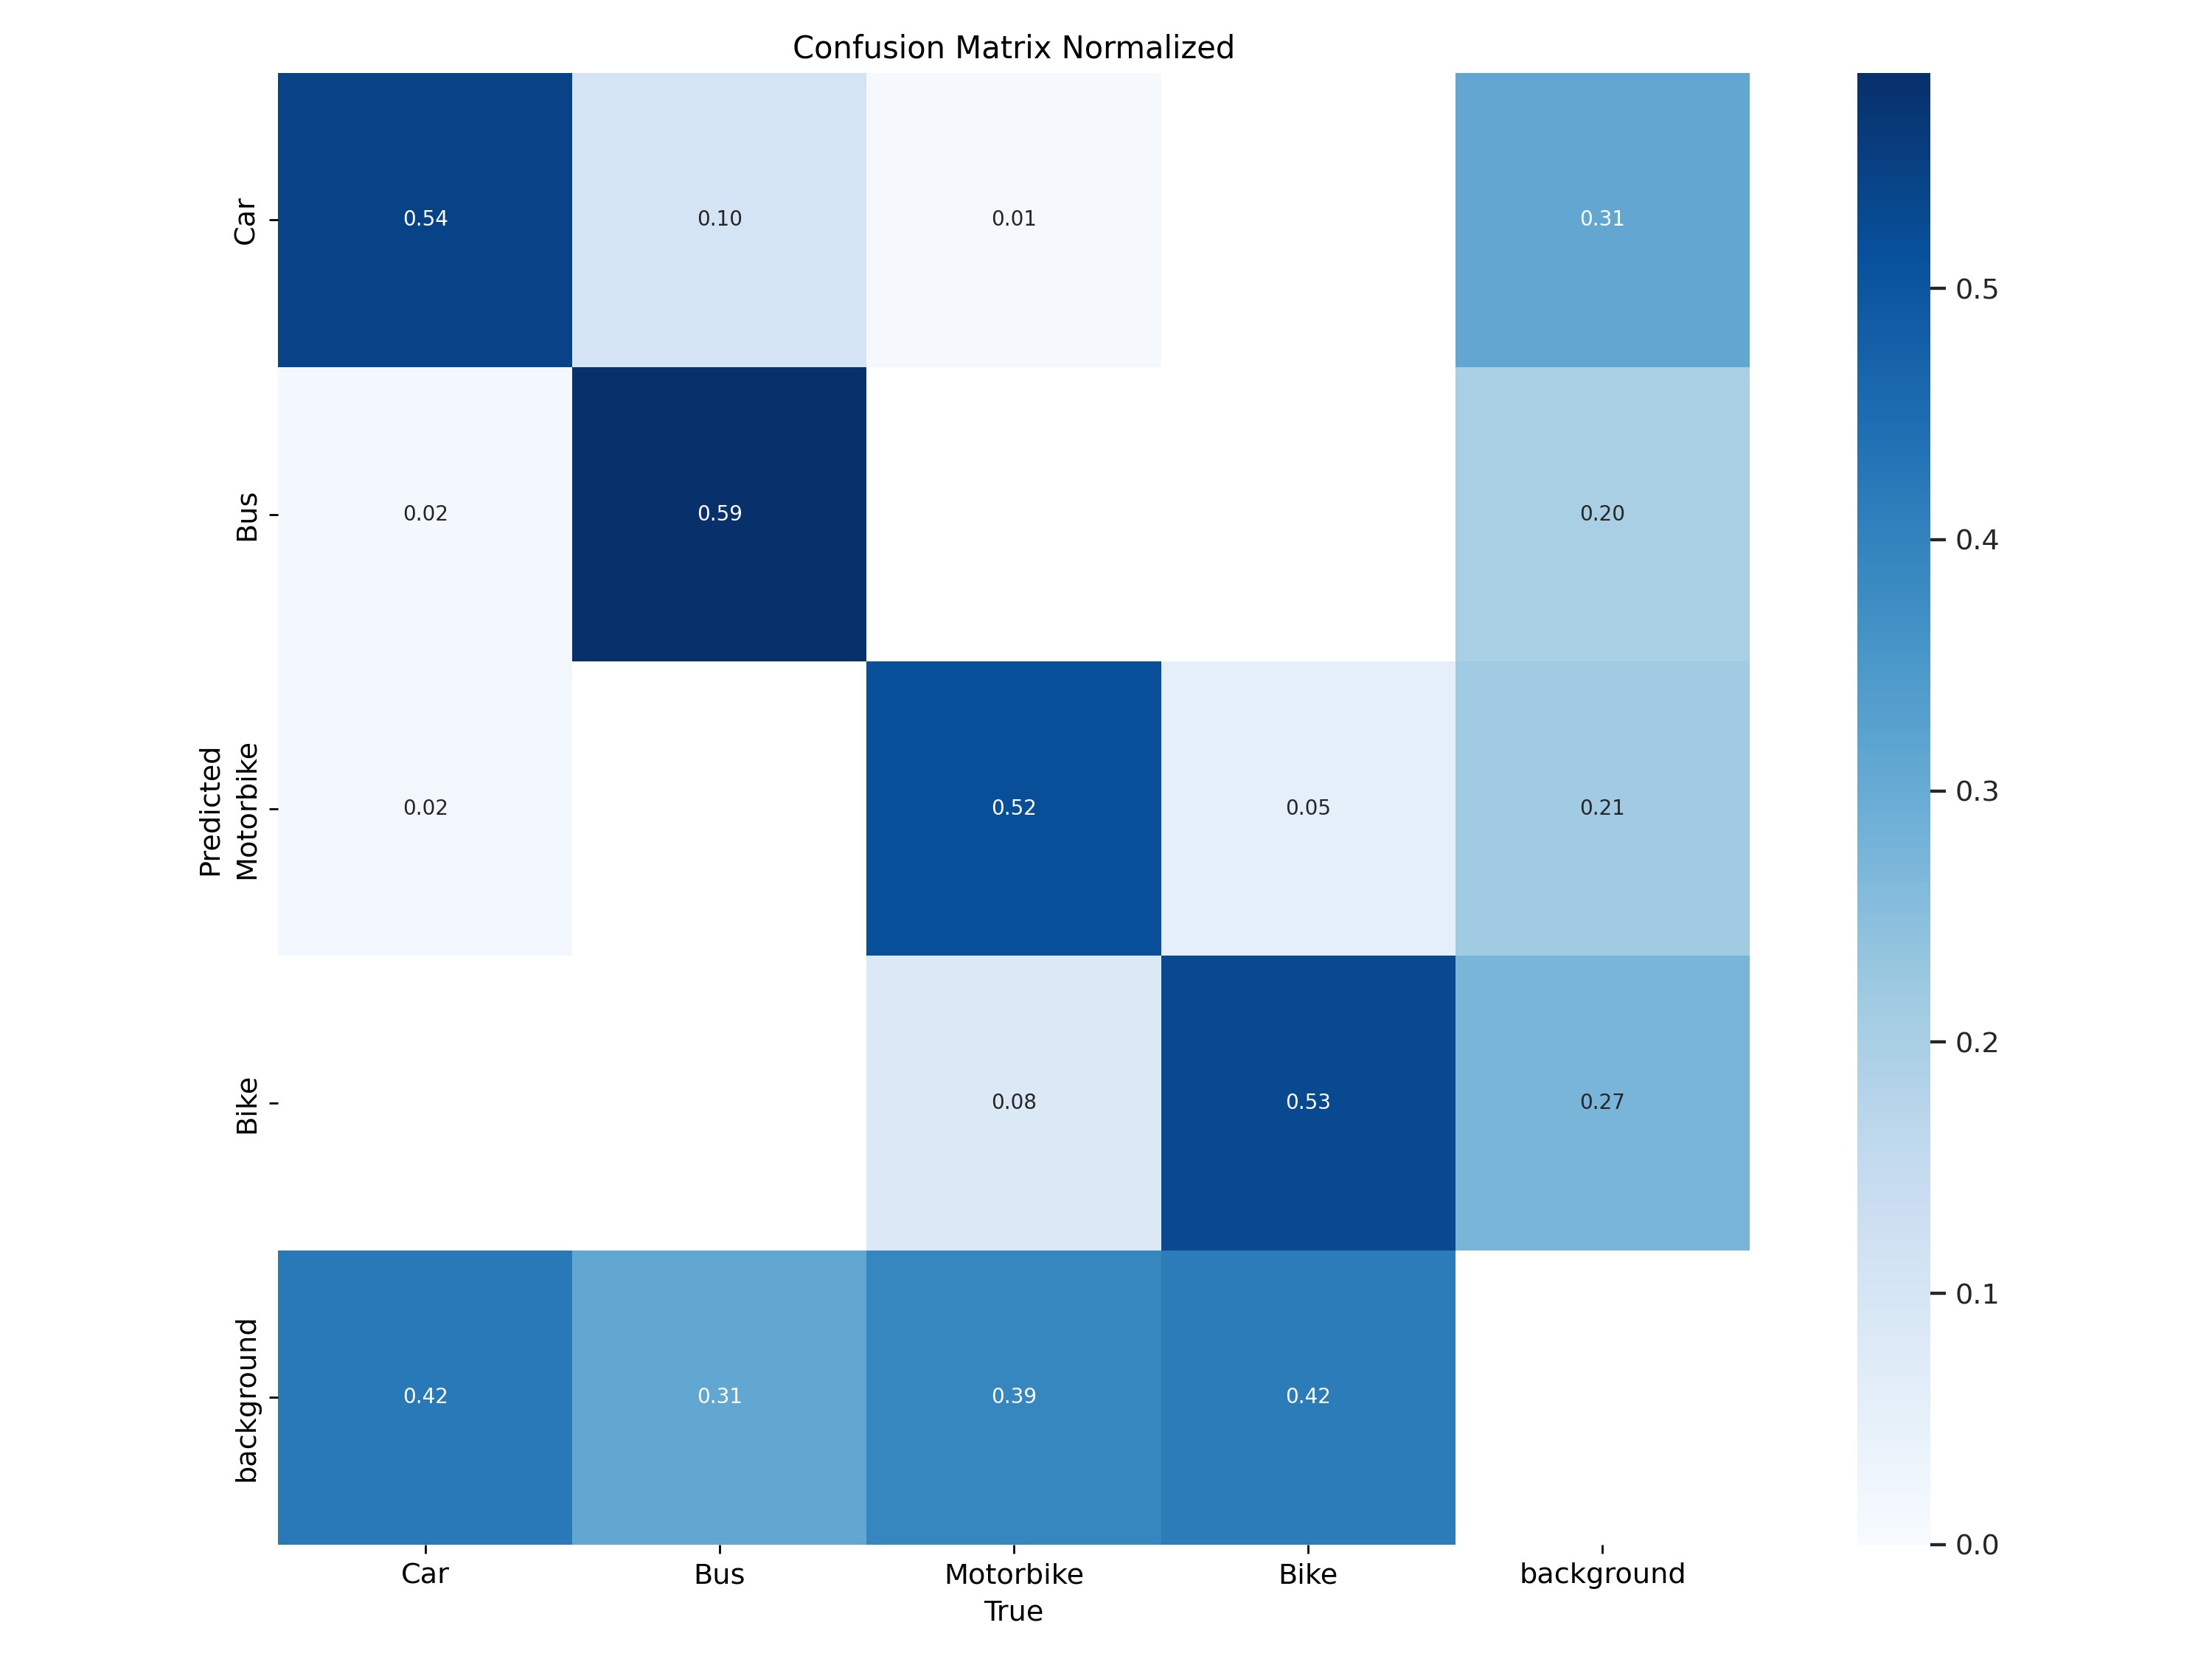 Confusion Matrix Normalized
Car
0.54
0.10
0.01
0.31
Bus
0.02
0.59
0.20
Predicted
Motorbike
0.02
0.52
0.05
0.21
Bike
0.08
0.53
0.27
background
0.42
0.31
0.39
0.42
Car
Bus
Motorbike
Bike
background
True
0.5
0.4
0.3
0.2
0.1
0.0